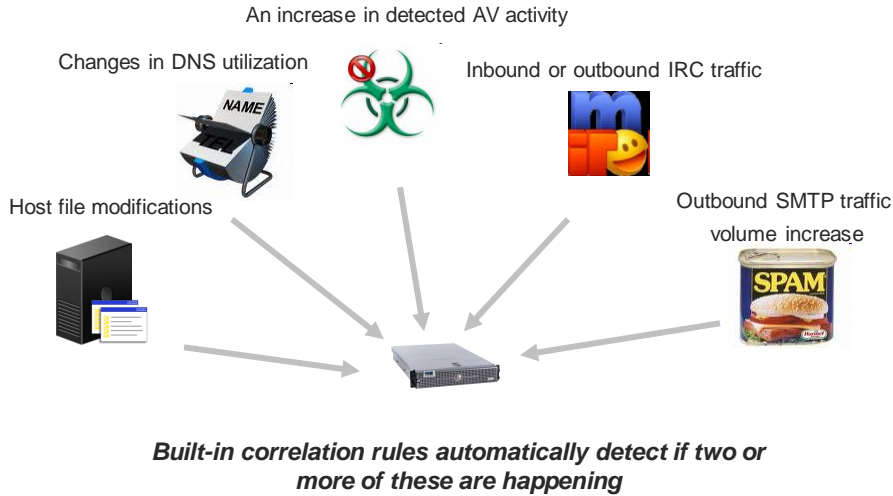 An increase in detected AV activity
Changes in DNS utilization
Inbound or outbound IRC traffic
NAME
TEL
m
Host file modifications
Outbound SMTP traffic
volume increase
SPAM
Hormel
Built-in correlation rules automatically detect if two or
more of these are happening